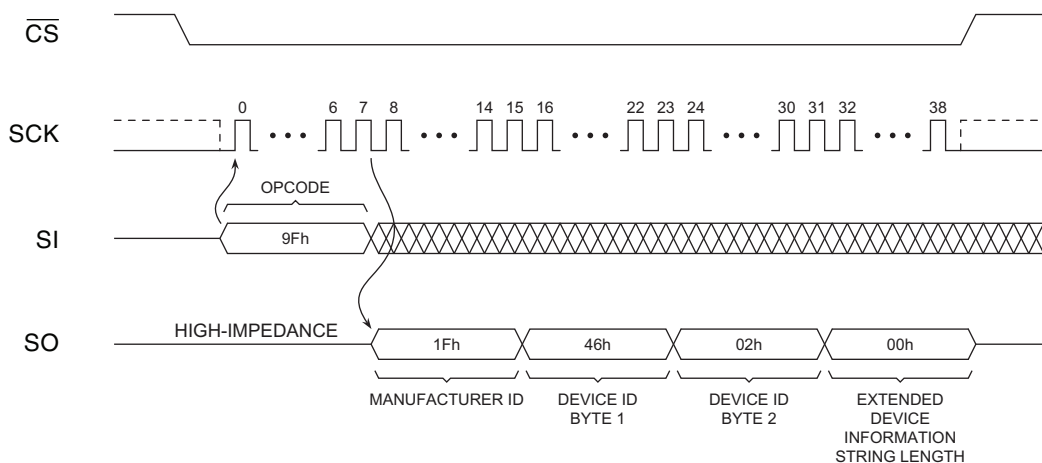 CS
0 6 7 8 14 15 16 22 23 24 30 31 32 38
SCK
OPCODE
SI
9Fh
HIGH-IMPEDANCE
SO
1Fh 46h 02h 00h
MANUFACTURER ID
DEVICE ID
BYTE 1
DEVICE ID
BYTE 2
EXTENDED
DEVICE
INFORMATION
STRING LENGTH